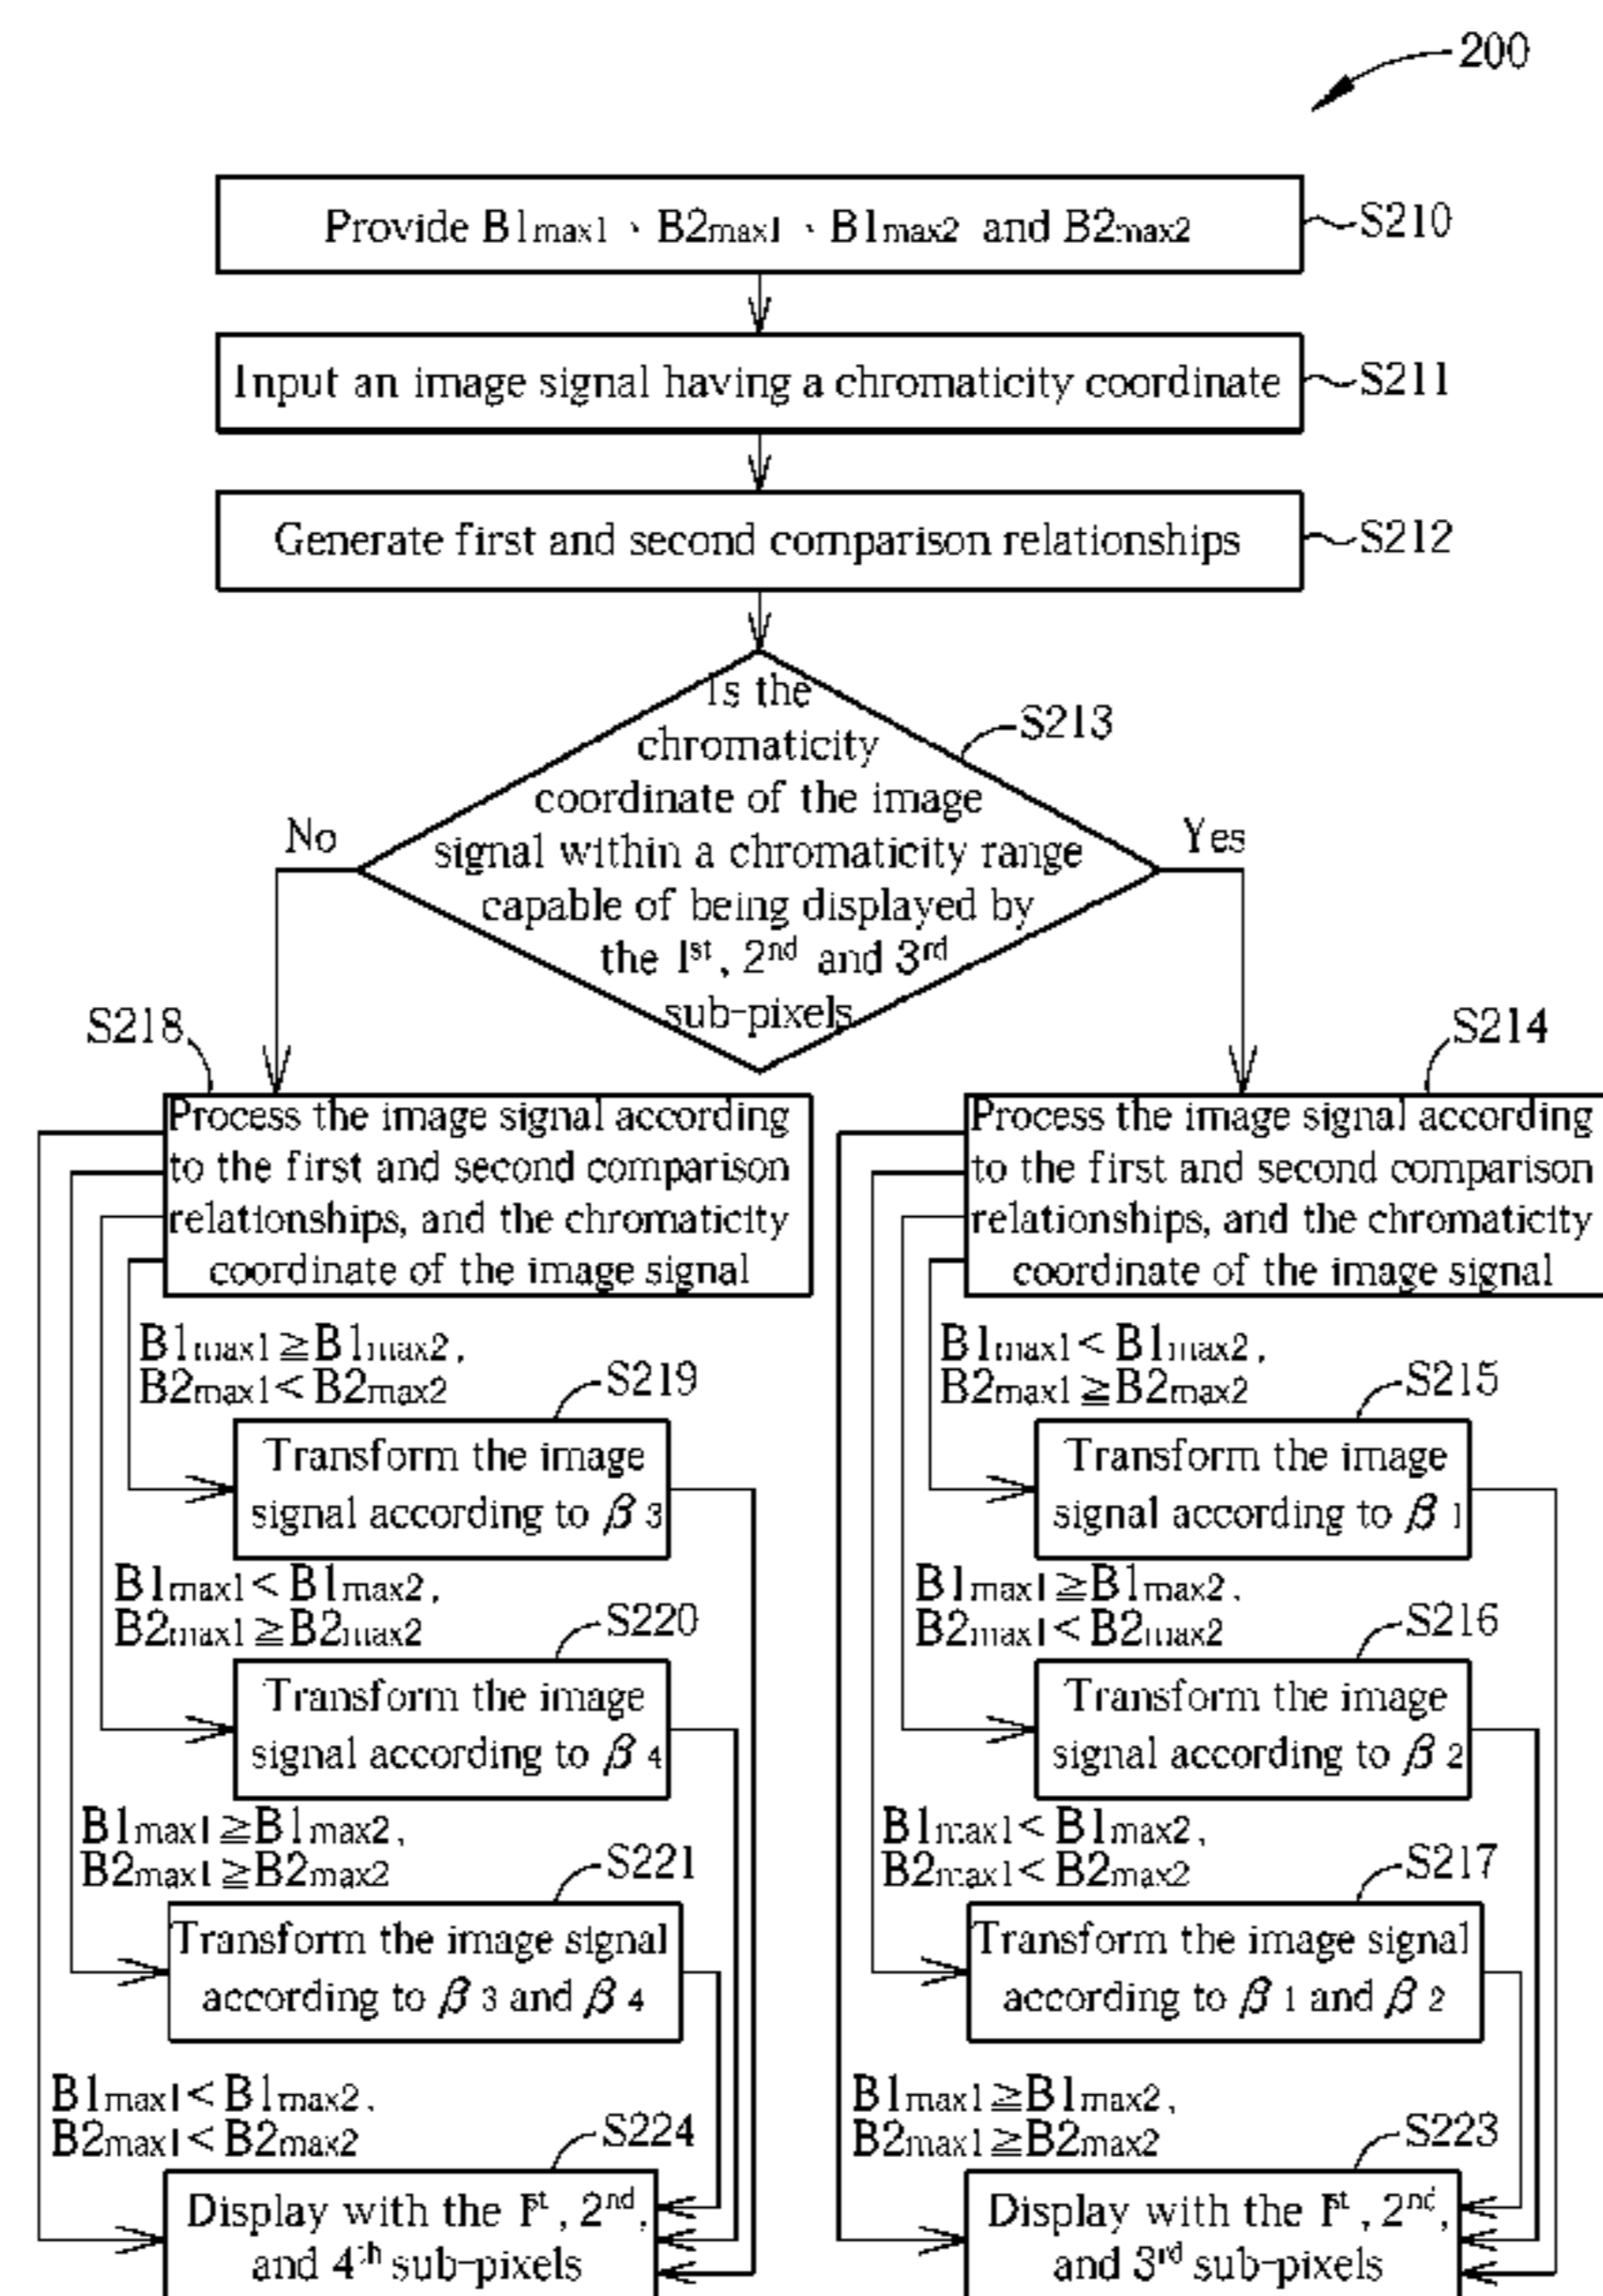 200
Provide B1max1、B2max1、B1max2 and B2max2
S210
Input an image signal having a chromaticity coordinate
S211
Generate first and second comparison relationships
S212
Is the
chromaticity
coordinate of the image
signal within a chromaticity range
capable of being displayed by
the 1st, 2nd and 3rd
sub-pixels
S213
No
Yes
S218
Process the image signal according
to the first and second comparison
relationships, and the chromaticity
coordinate of the image signal
B1max1≧B1max2,
B2max1<B2max2
S219
Transform the image
signal according to β3
B1max1<B1max2,
B2max1≧B2max2
S220
Transform the image
signal according to β4
B1max1≧B1max2,
B2max1≧B2max2
S221
Transform the image signal
according to β3 and β4
B1max1<B1max2,
B2max1<B2max2
S224
Display with the 1st, 2nd,
and 4th sub-pixels
S214
Process the image signal according
to the first and second comparison
relationships, and the chromaticity
coordinate of the image signal
B1max1<B1max2,
B2max1≧B2max2
S215
Transform the image
signal according to β1
B1max1≧B1max2,
B2max1<B2max2
S216
Transform the image
signal according to β2
B1max1<B1max2,
B2max1<B2max2
S217
Transform the image signal
according to β1 and β2
B1max1≧B1max2,
B2max1≧B2max2
S223
Display with the 1st, 2nd,
and 3rd sub-pixels